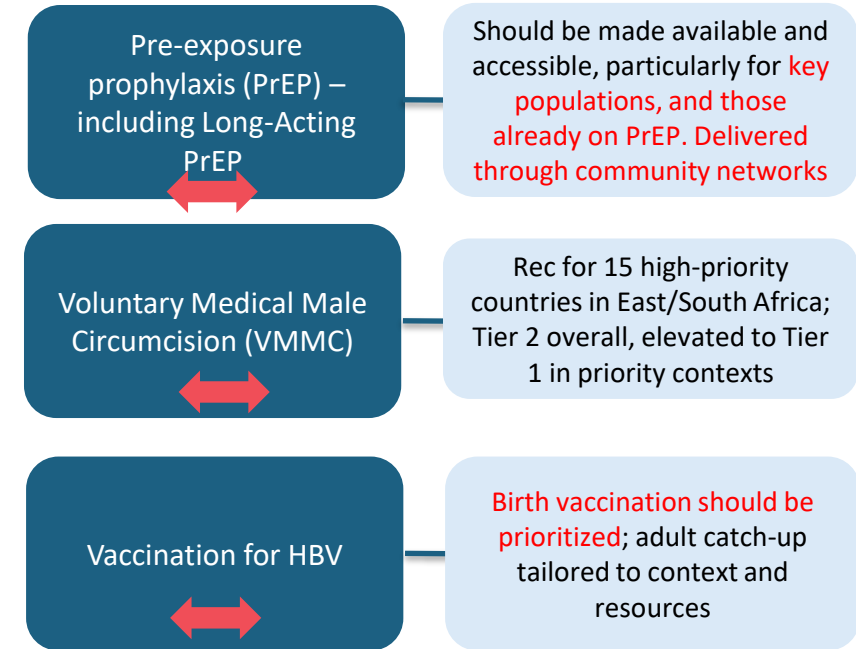 Pre-exposure
prophylaxis (PrEP) –
including Long-Acting
PrEP
Should be made available and
accessible, particularly for key
populations, and those
already on PrEP. Delivered
through community networks
Voluntary Medical Male
Circumcision (VMMC)
Rec for 15 high-priority
countries in East/South Africa;
Tier 2 overall, elevated to Tier
1 in priority contexts
Vaccination for HBV
Birth vaccination should be
prioritized; adult catch-up
tailored to context and
resources